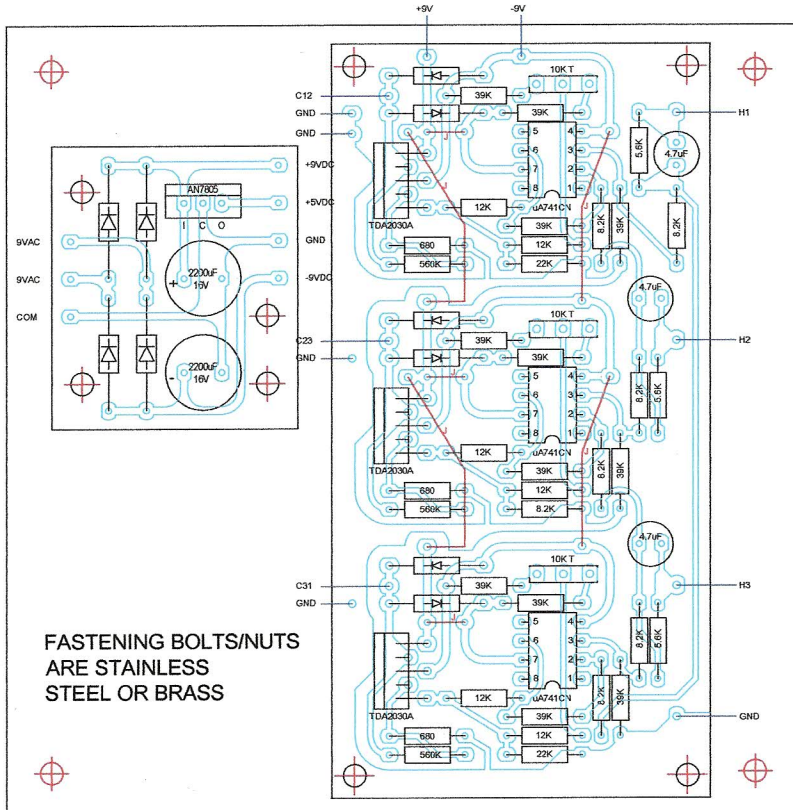 +9V
-9V
C12
GND
GND
10K T
39K
39K
5
4
6
3
7
2
8
1
TDA2030A
12K
uA741CN
39K
680
12K
560K
22K
J
J
J
5.6K
4.7uF
H1
8.2K
39K
8.2K
AN7805
I
C
O
+9VDC
+5VDC
GND
-9VDC
9VAC
9VAC
COM
2200uF
16V
+
2200uF
16V
-
C23
GND
10K T
39K
39K
5
4
6
3
7
2
8
1
TDA2030A
12K
uA741CN
39K
680
12K
560K
8.2K
J
J
J
4.7uF
H2
8.2K
5.6K
8.2K
39K
C31
GND
10K T
39K
39K
5
4
6
3
7
2
8
1
J
TDA2030A
12K
uA741CN
39K
680
12K
560K
22K
4.7uF
H3
8.2K
5.6K
8.2K
39K
GND
FASTENING BOLTS/NUTS
ARE STAINLESS
STEEL OR BRASS